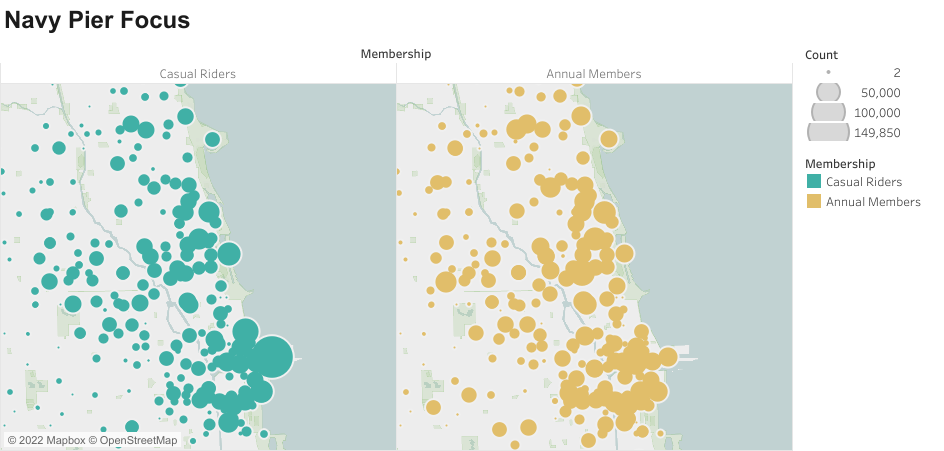 Navy Pier Focus
Membership
Casual Riders
Annual Members
Count
2
50,000
100,000
149,850
Membership
Casual Riders
Annual Members
© 2022 Mapbox © OpenStreetMap